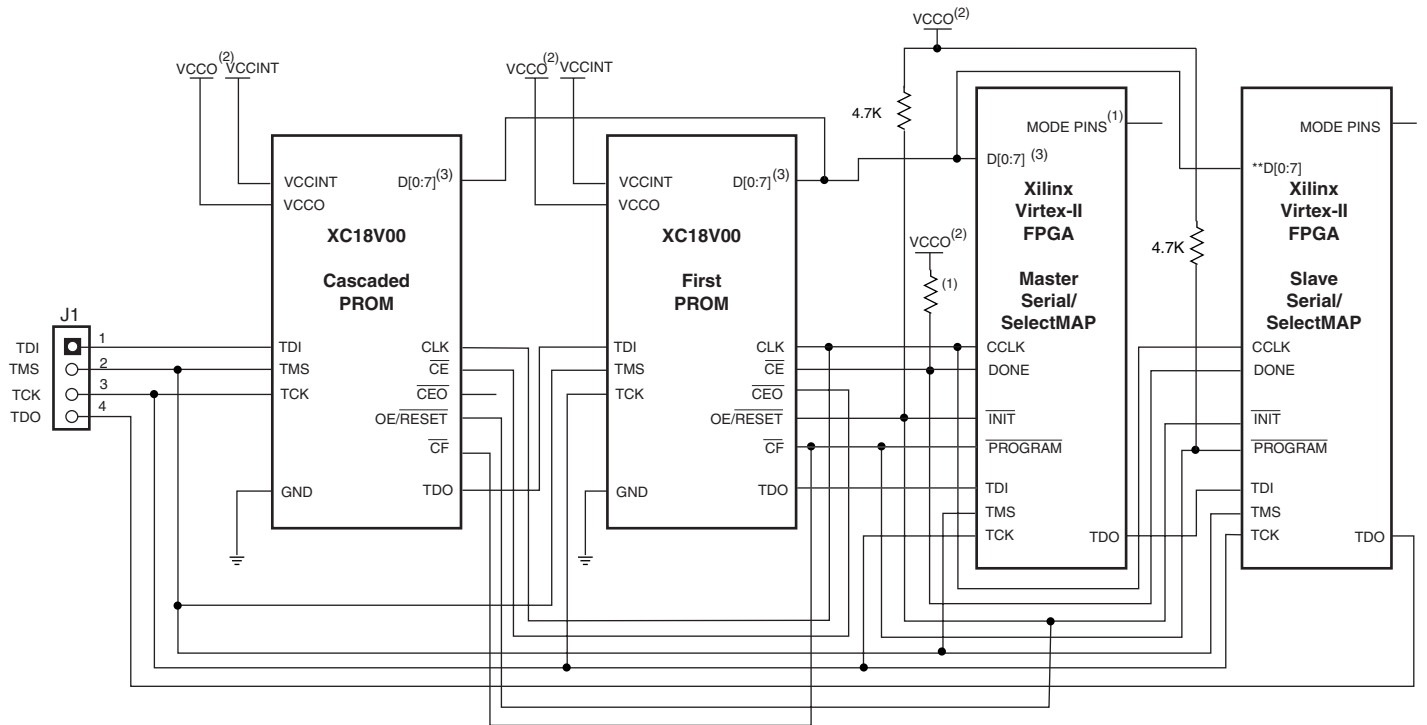 VCCO(2)
VCCO(2) VCCINT
VCCO(2) VCCINT
4.7K
MODE PINS(1)
MODE PINS
VCCINT
D[0:7](3)
VCCO
XC18V00
Cascaded
PROM
VCCINT
D[0:7](3)
VCCO
XC18V00
First
PROM
D[0:7] (3)
Xilinx
Virtex-II
FPGA
Master
Serial/
SelectMAP
**D[0:7]
Xilinx
Virtex-II
FPGA
Slave
Serial/
SelectMAP
VCCO(2)
(1)
4.7K
J1
TDI
1
TMS
2
TCK
3
TDO
4
TDI
TMS
TCK
GND
CLK
CE
CEO
OE/RESET
CF
TDO
TDI
TMS
TCK
GND
CLK
CE
CEO
OE/RESET
CF
TDO
CCLK
DONE
INIT
PROGRAM
TDI
TMS
TCK
TDO
CCLK
DONE
INIT
PROGRAM
TDI
TMS
TCK
TDO